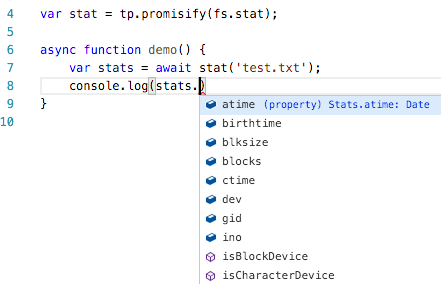 4 var stat = tp.promisify(fs.stat);
5
6 async function demo() {
7 var stats = await stat('test.txt');
8 console.log(stats.)
9 }
10
atime (property) Stats.atime: Date
birthtime
blksize
blocks
ctime
dev
gid
ino
isBlockDevice
isCharacterDevice